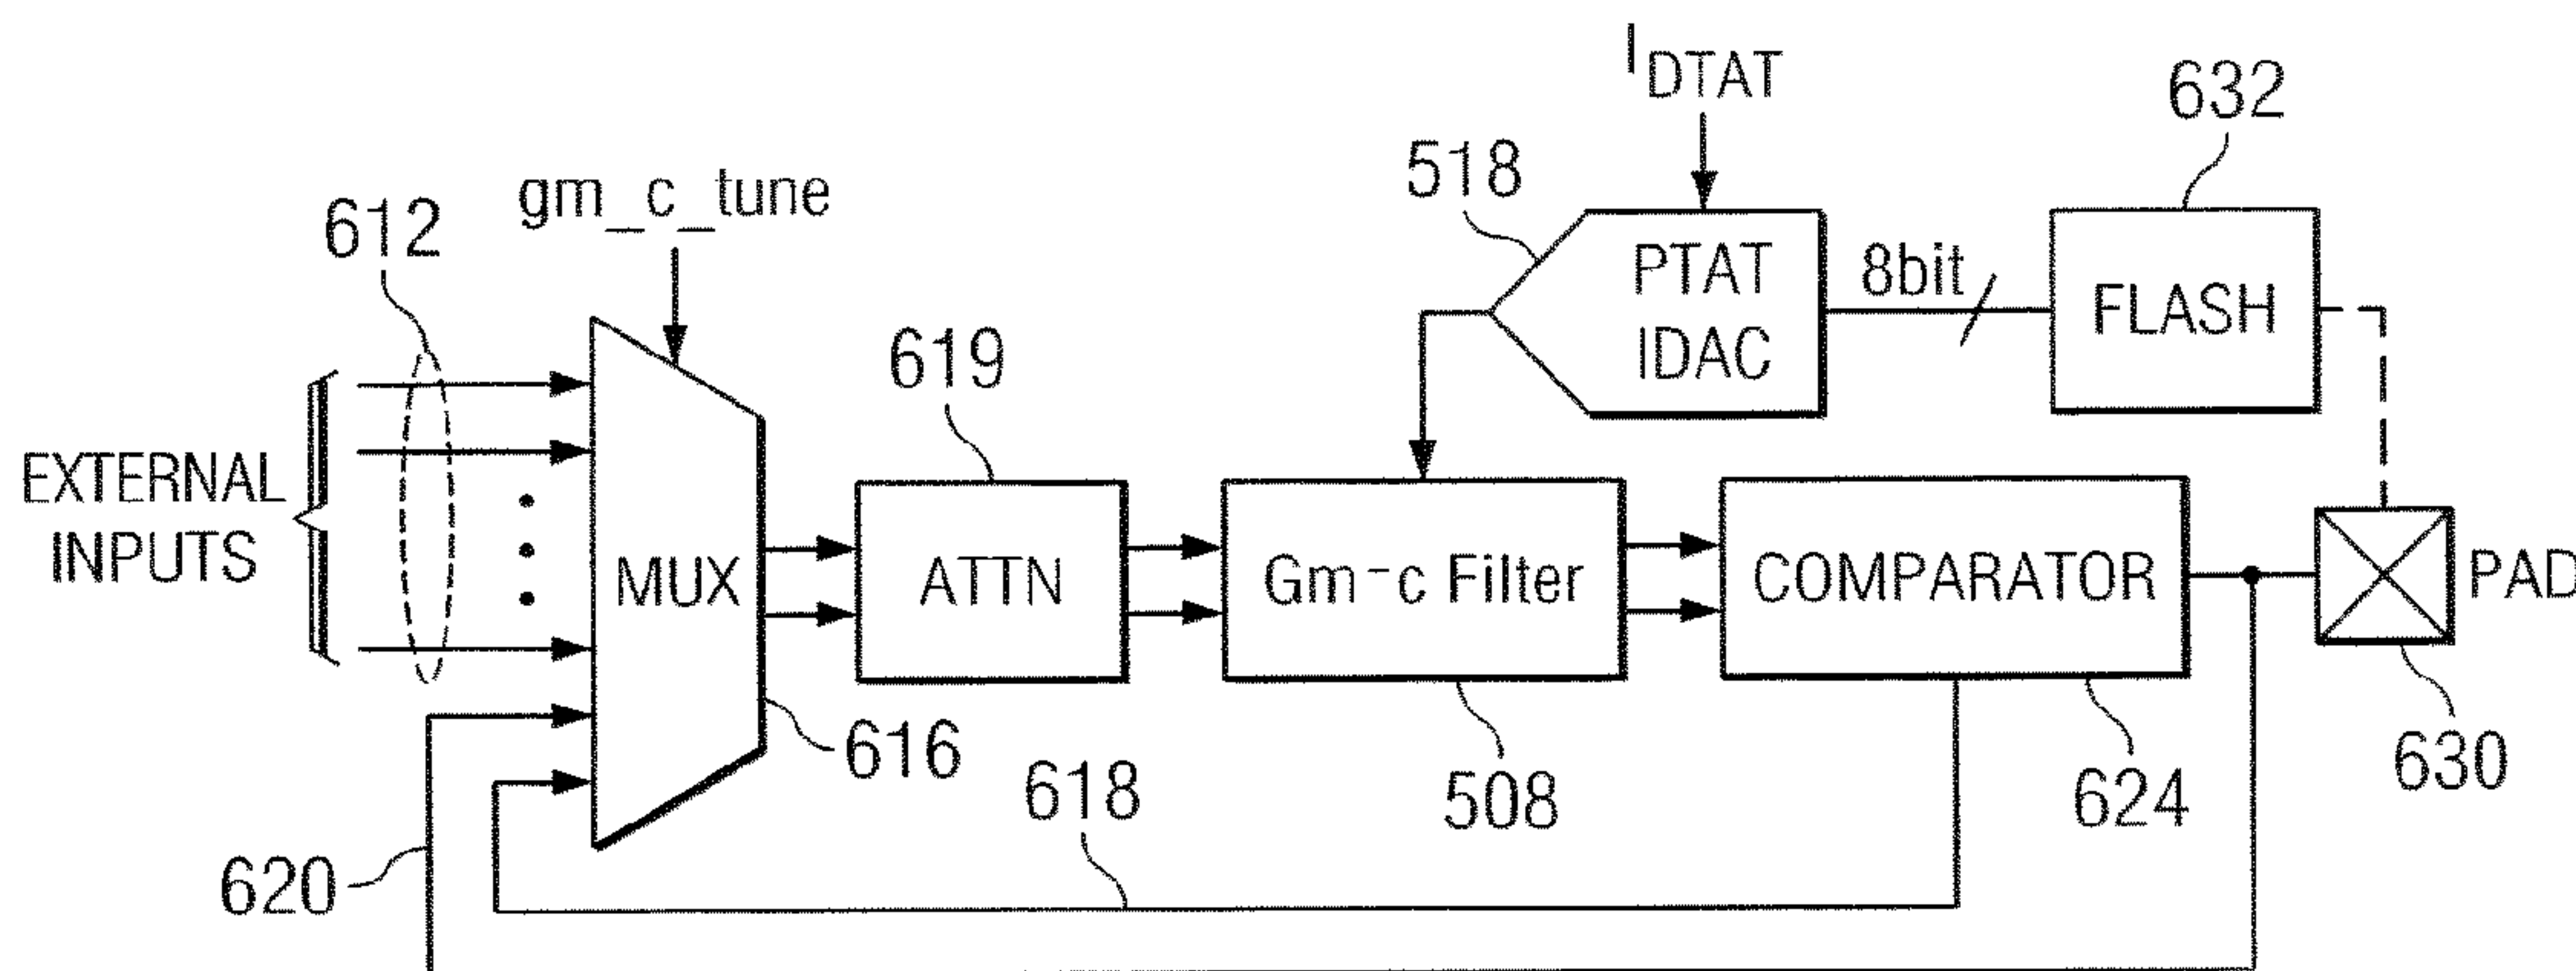 I DTAT
632
518
gm_c_tune
612
PTAT
IDAC
8bit
FLASH
619
EXTERNAL
INPUTS
MUX
ATTN
Gm-c Filter
COMPARATOR
PAD
616
618
508
624
630
620